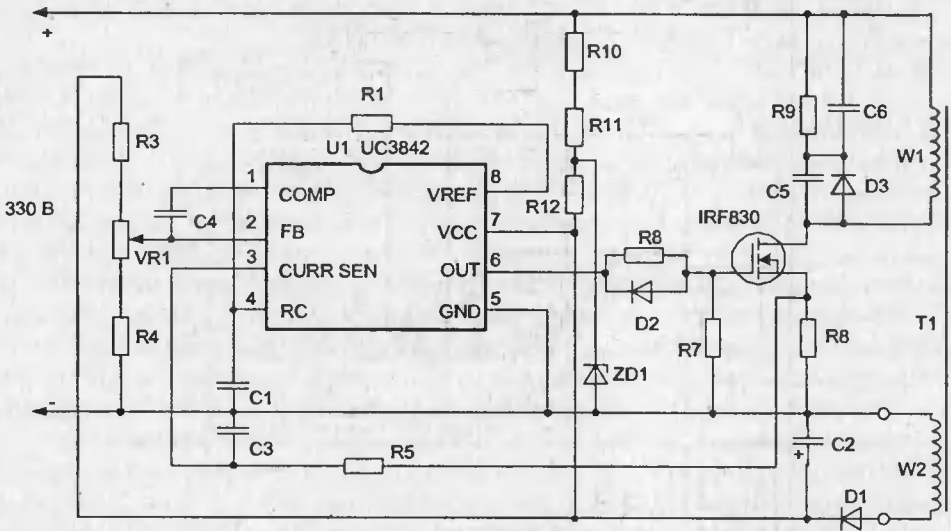 +
R10
R1
R11
R9
C6
W1
R3
U1 UC3842
1
COMP
VREF
8
C5
D3
330 В
C4
2
FB
VCC
7
R12
IRF830
VR1
3
CURR SEN
OUT
6
R8
4
RC
GND
5
D2
R4
R7
R8
T1
ZD1
-
C1
C3
R5
C2
+
W2
D1